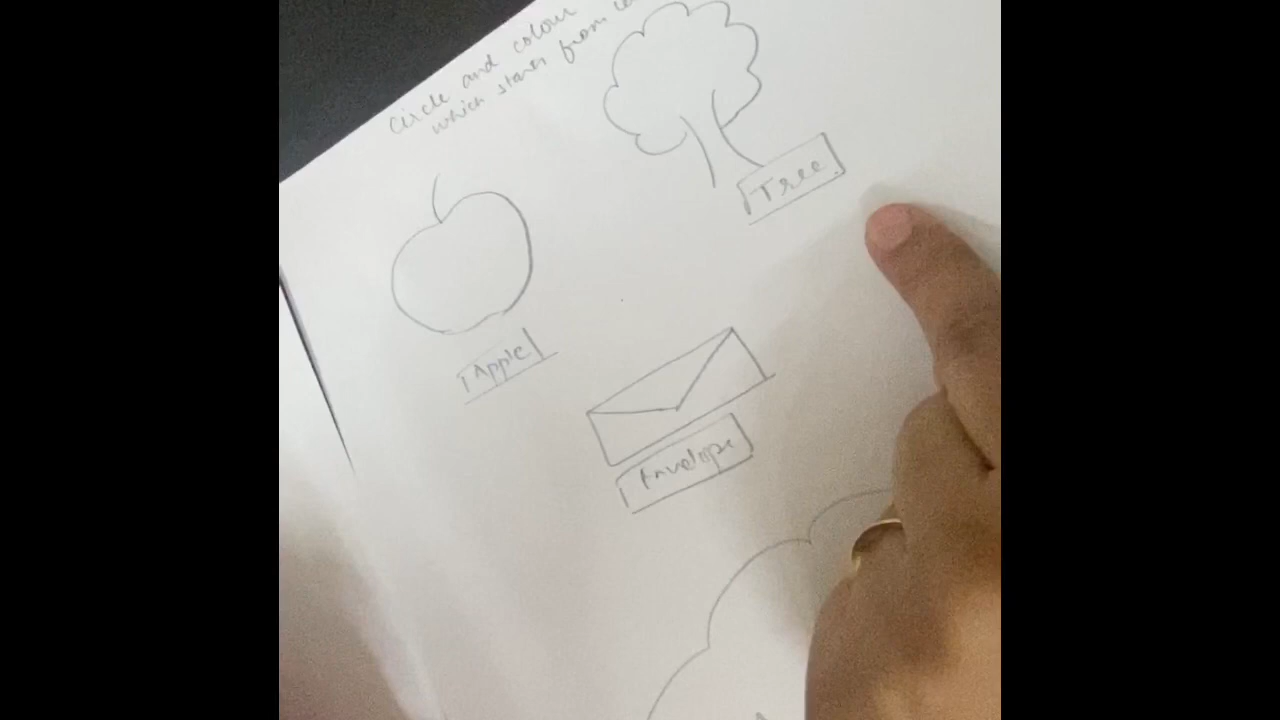 Circle and colour
which starts from
Tree
Apple
Envelope